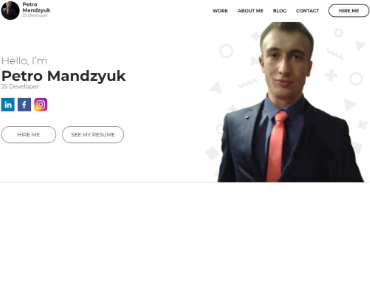 Petro
Mandzyuk
JS Developer
WORK
ABOUT ME
BLOG
CONTACT
HIRE ME
Hello, I'm
Petro Mandzyuk
JS Developer
in
f
HIRE ME
SEE MY RESUME